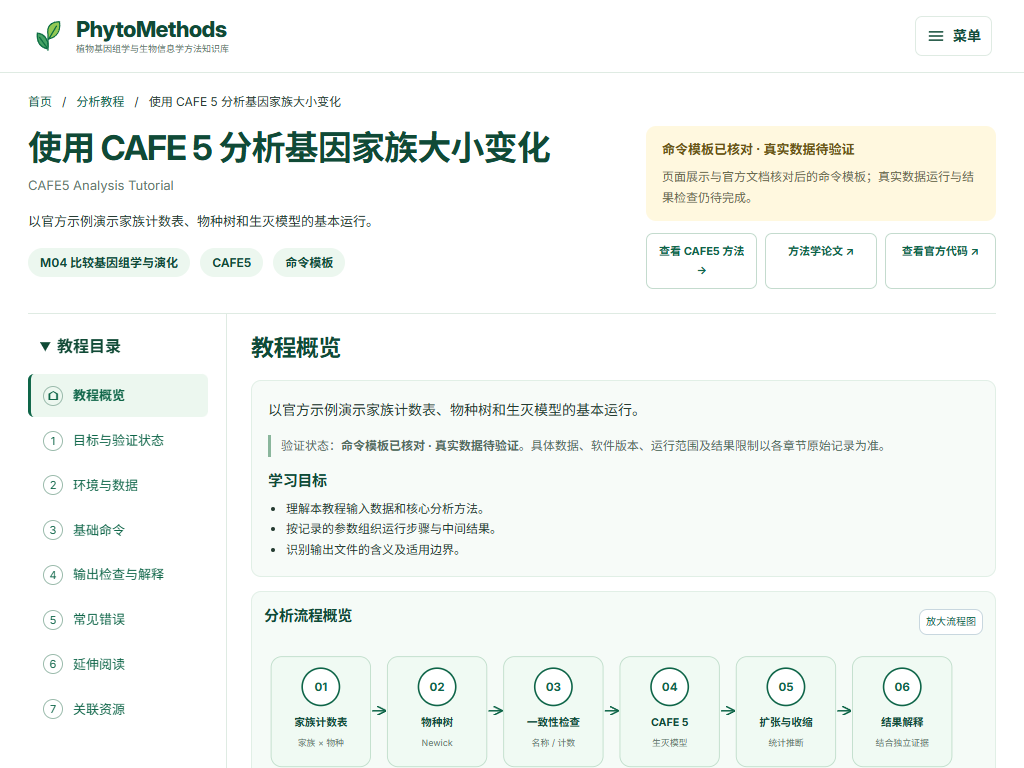 PhytoMethods
植物基因组学与生物信息学方法知识库
菜单
首页 / 分析教程 / 使用 CAFE 5 分析基因家族大小变化
使用 CAFE 5 分析基因家族大小变化
CAFE5 Analysis Tutorial
以官方示例演示家族计数表、物种树和生灭模型的基本运行。
M04 比较基因组学与演化
CAFE5
命令模板
命令模板已核对 · 真实数据待验证
页面展示与官方文档核对后的命令模板；真实数据运行与结
果检查仍待完成。
查看 CAFE5 方法
→
方法学论文 ↗
查看官方代码 ↗
▼ 教程目录
教程概览
1 目标与验证状态
2 环境与数据
3 基础命令
4 输出检查与解释
5 常见错误
6 延伸阅读
7 关联资源
教程概览
以官方示例演示家族计数表、物种树和生灭模型的基本运行。
验证状态：命令模板已核对 · 真实数据待验证。具体数据、软件版本、运行范围及结果限制以各章节原始记录为准。
学习目标
• 理解本教程输入数据和核心分析方法。
• 按记录的参数组织运行步骤与中间结果。
• 识别输出文件的含义及适用边界。
分析流程概览
放大流程图
01
家族计数表
家族 × 物种
→
02
物种树
Newick
→
03
一致性检查
名称 / 计数
→
04
CAFE 5
生灭模型
→
05
扩张与收缩
统计推断
→
06
结果解释
结合独立证据